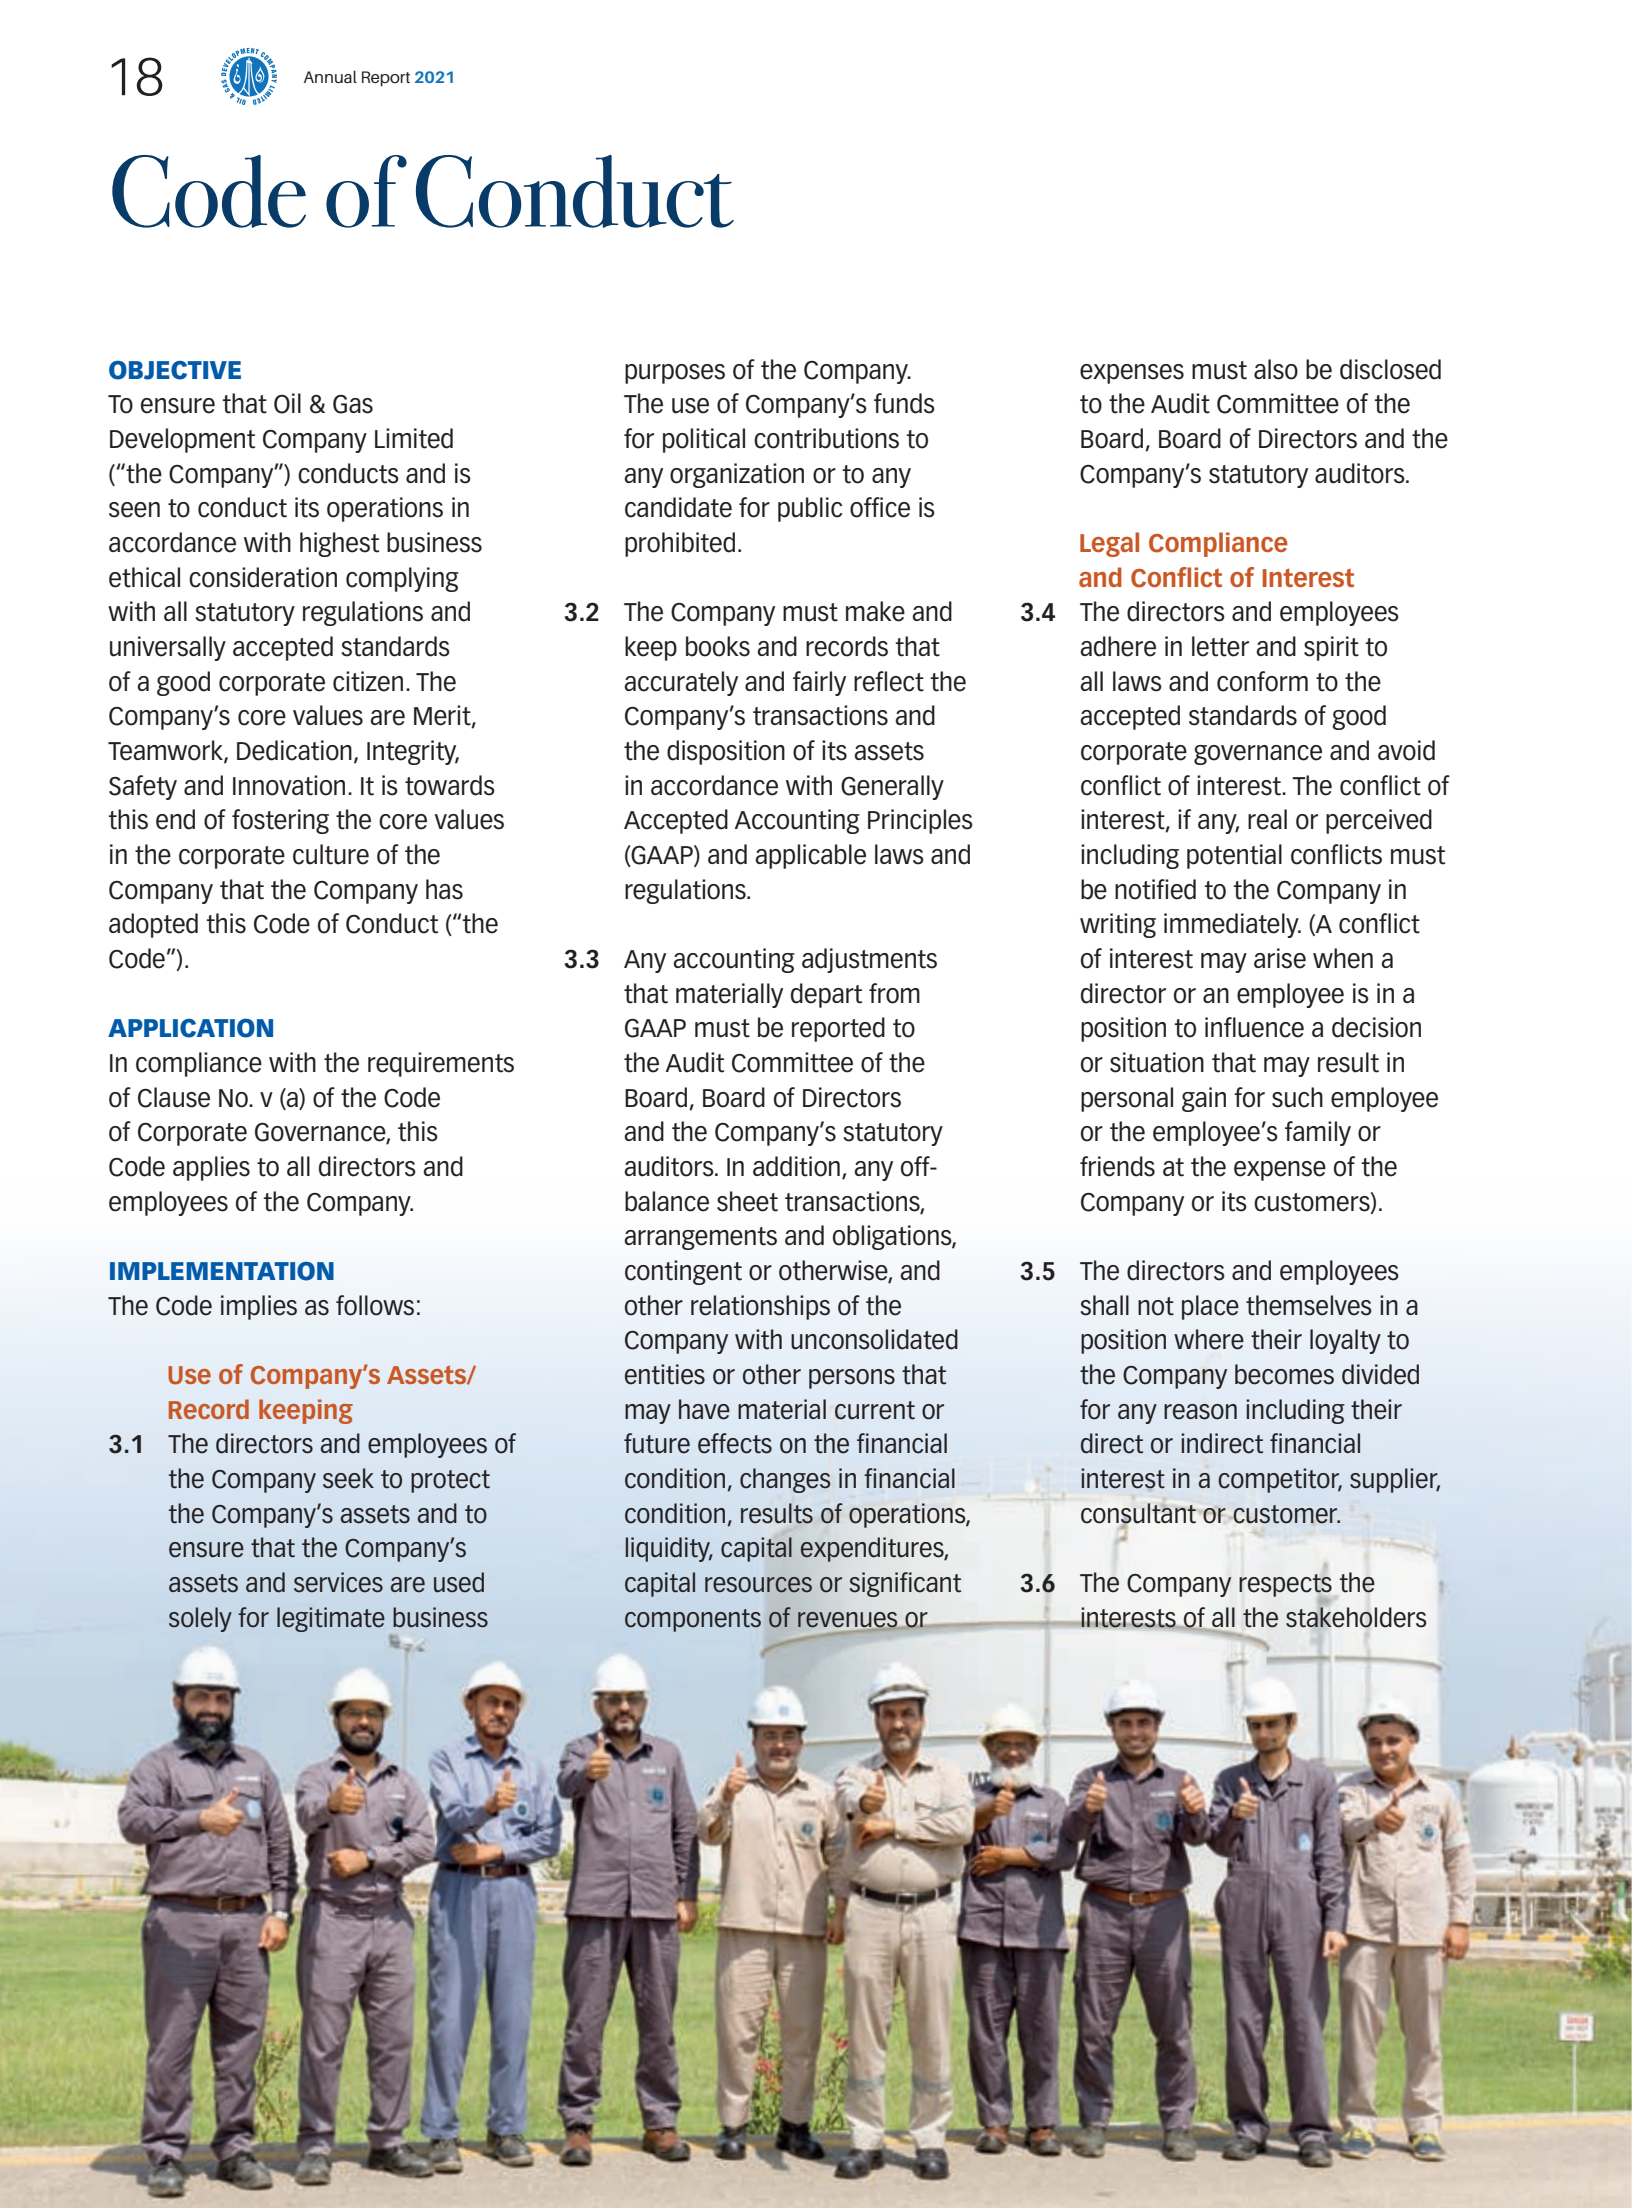 18
OIL & GAS DEVELOPMENT COMPANY LIMITED
Annual Report 2021
Code of Conduct
OBJECTIVE
To ensure that Oil & Gas
Development Company Limited
(“the Company”) conducts and is
seen to conduct its operations in
accordance with highest business
ethical consideration complying
with all statutory regulations and
universally accepted standards
of a good corporate citizen. The
Company’s core values are Merit,
Teamwork, Dedication, Integrity,
Safety and Innovation. It is towards
this end of fostering the core values
in the corporate culture of the
Company that the Company has
adopted this Code of Conduct (“the
Code”).
APPLICATION
In compliance with the requirements
of Clause No. v (a) of the Code
of Corporate Governance, this
Code applies to all directors and
employees of the Company.
IMPLEMENTATION
The Code implies as follows:
Use of Company’s Assets/
Record keeping
3.1 The directors and employees of
the Company seek to protect
the Company’s assets and to
ensure that the Company’s
assets and services are used
solely for legitimate business
purposes of the Company.
The use of Company’s funds
for political contributions to
any organization or to any
candidate for public office is
prohibited.
3.2 The Company must make and
keep books and records that
accurately and fairly reflect the
Company’s transactions and
the disposition of its assets
in accordance with Generally
Accepted Accounting Principles
(GAAP) and applicable laws and
regulations.
3.3 Any accounting adjustments
that materially depart from
GAAP must be reported to
the Audit Committee of the
Board, Board of Directors
and the Company’s statutory
auditors. In addition, any off-
balance sheet transactions,
arrangements and obligations,
contingent or otherwise, and
other relationships of the
Company with unconsolidated
entities or other persons that
may have material current or
future effects on the financial
condition, changes in financial
condition, results of operations,
liquidity, capital expenditures,
capital resources or significant
components of revenues or
expenses must also be disclosed
to the Audit Committee of the
Board, Board of Directors and the
Company’s statutory auditors.
Legal Compliance
and Conflict of Interest
3.4 The directors and employees
adhere in letter and spirit to
all laws and conform to the
accepted standards of good
corporate governance and avoid
conflict of interest. The conflict of
interest, if any, real or perceived
including potential conflicts must
be notified to the Company in
writing immediately. (A conflict
of interest may arise when a
director or an employee is in a
position to influence a decision
or situation that may result in
personal gain for such employee
or the employee’s family or
friends at the expense of the
Company or its customers).
3.5 The directors and employees
shall not place themselves in a
position where their loyalty to
the Company becomes divided
for any reason including their
direct or indirect financial
interest in a competitor, supplier,
consultant or customer.
3.6 The Company respects the
interests of all the stakeholders